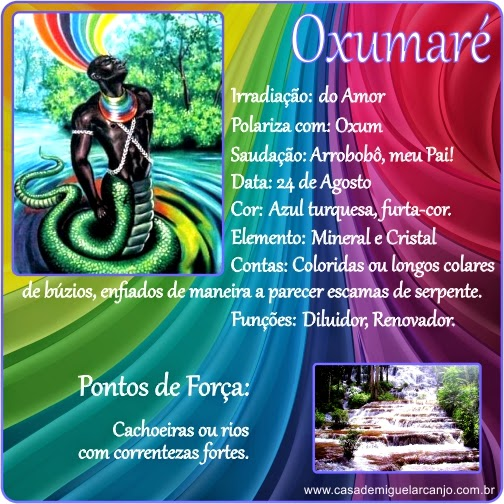 Oxumaré
Irradiação: do Amor
Polariza com: Oxum
Saudação: Arrobobô, meu Pai!
Data: 24 de Agosto
Cor: Azul turquesa, furta-cor.
Elemento: Mineral e Cristal
Contas: Coloridas ou longos colares
de búzios, enfiados de maneira a parecer escamas de serpente.
Funções: Diluidor, Renovador.
Pontos de Força:
Cachoeiras ou rios
com correntezas fortes.
www.casademiguelarcanjo.com.br